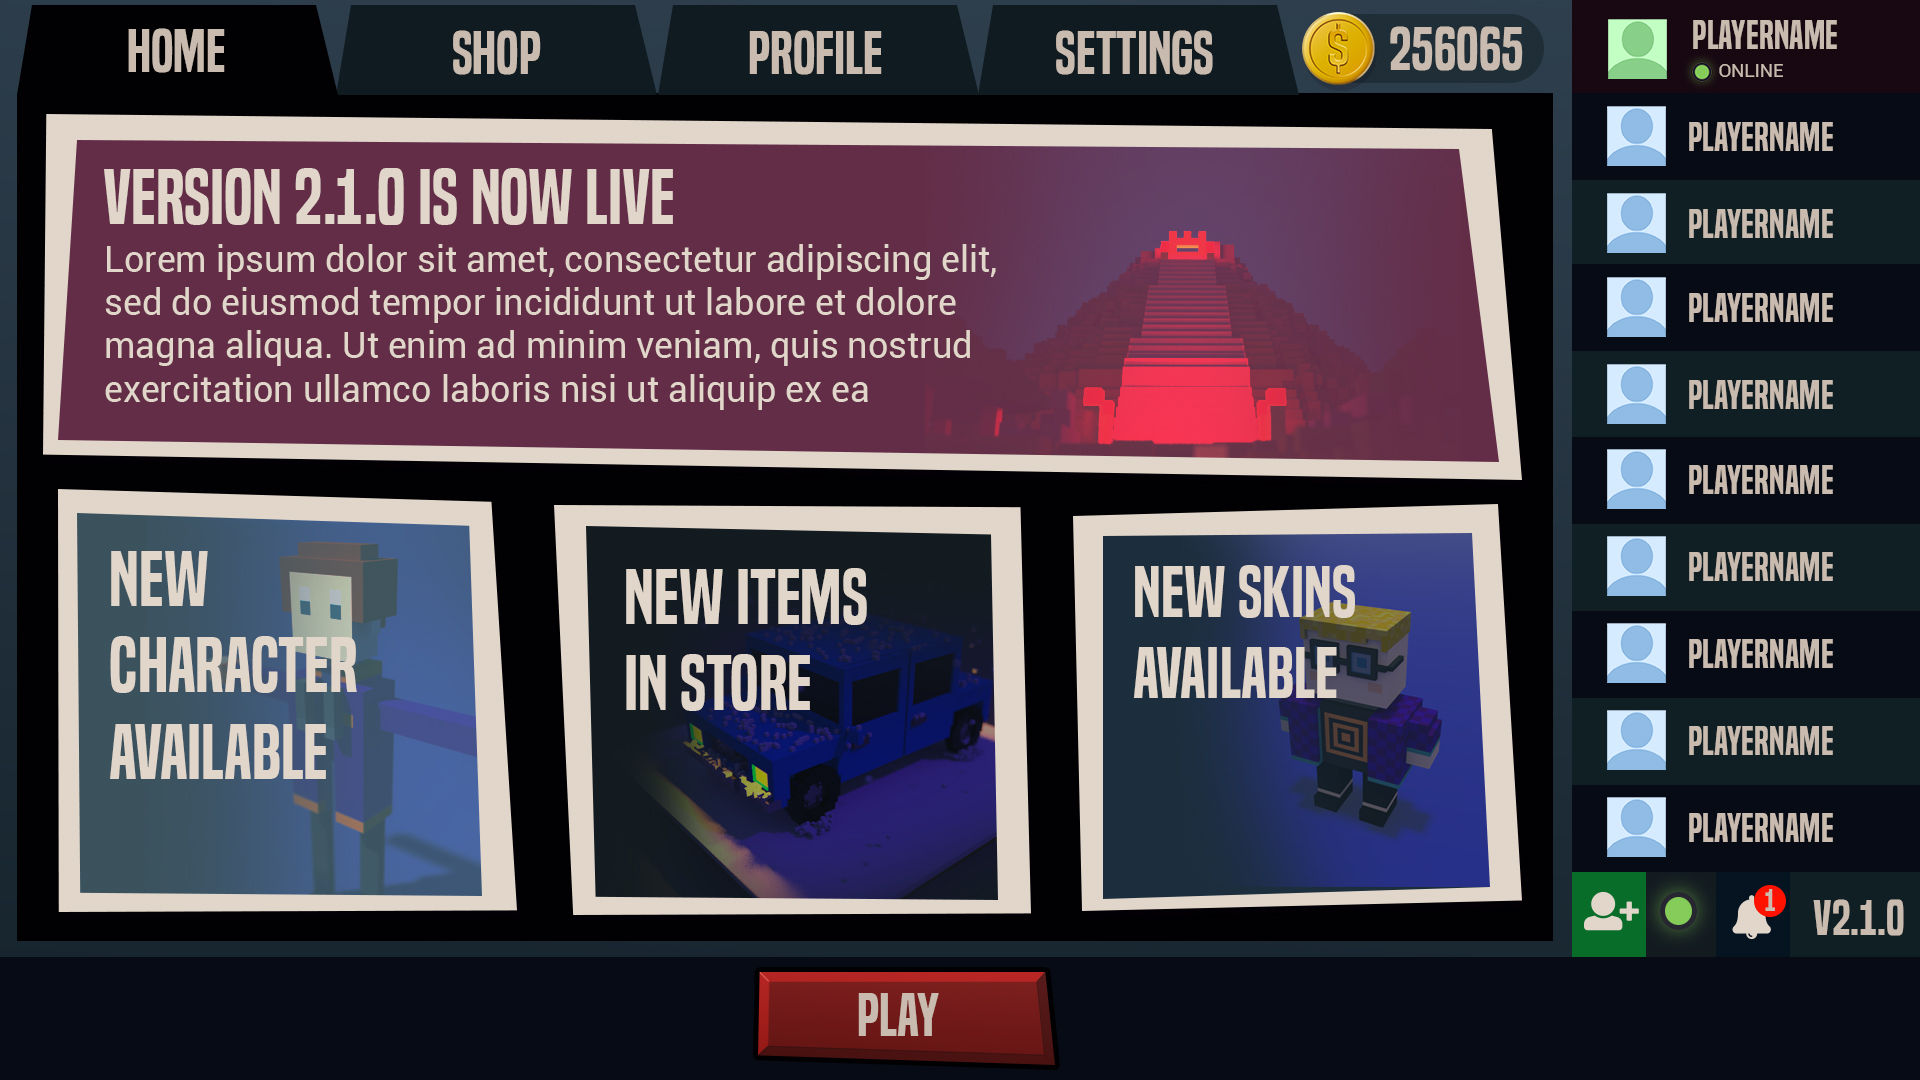 HOME
SHOP
PROFILE
SETTINGS
256065
VERSION 2.1.0 IS NOW LIVE
Lorem ipsum dolor sit amet, consectetur adipiscing elit,
sed do eiusmod tempor incididunt ut labore et dolore
magna aliqua. Ut enim ad minim veniam, quis nostrud
exercitation ullamco laboris nisi ut aliquip ex ea
NEW
CHARACTER
AVAILABLE
NEW ITEMS
IN STORE
NEW SKINS
AVAILABLE
PLAY
PLAYERNAME
ONLINE
PLAYERNAME
PLAYERNAME
PLAYERNAME
PLAYERNAME
PLAYERNAME
PLAYERNAME
PLAYERNAME
PLAYERNAME
PLAYERNAME
1
V2.1.0